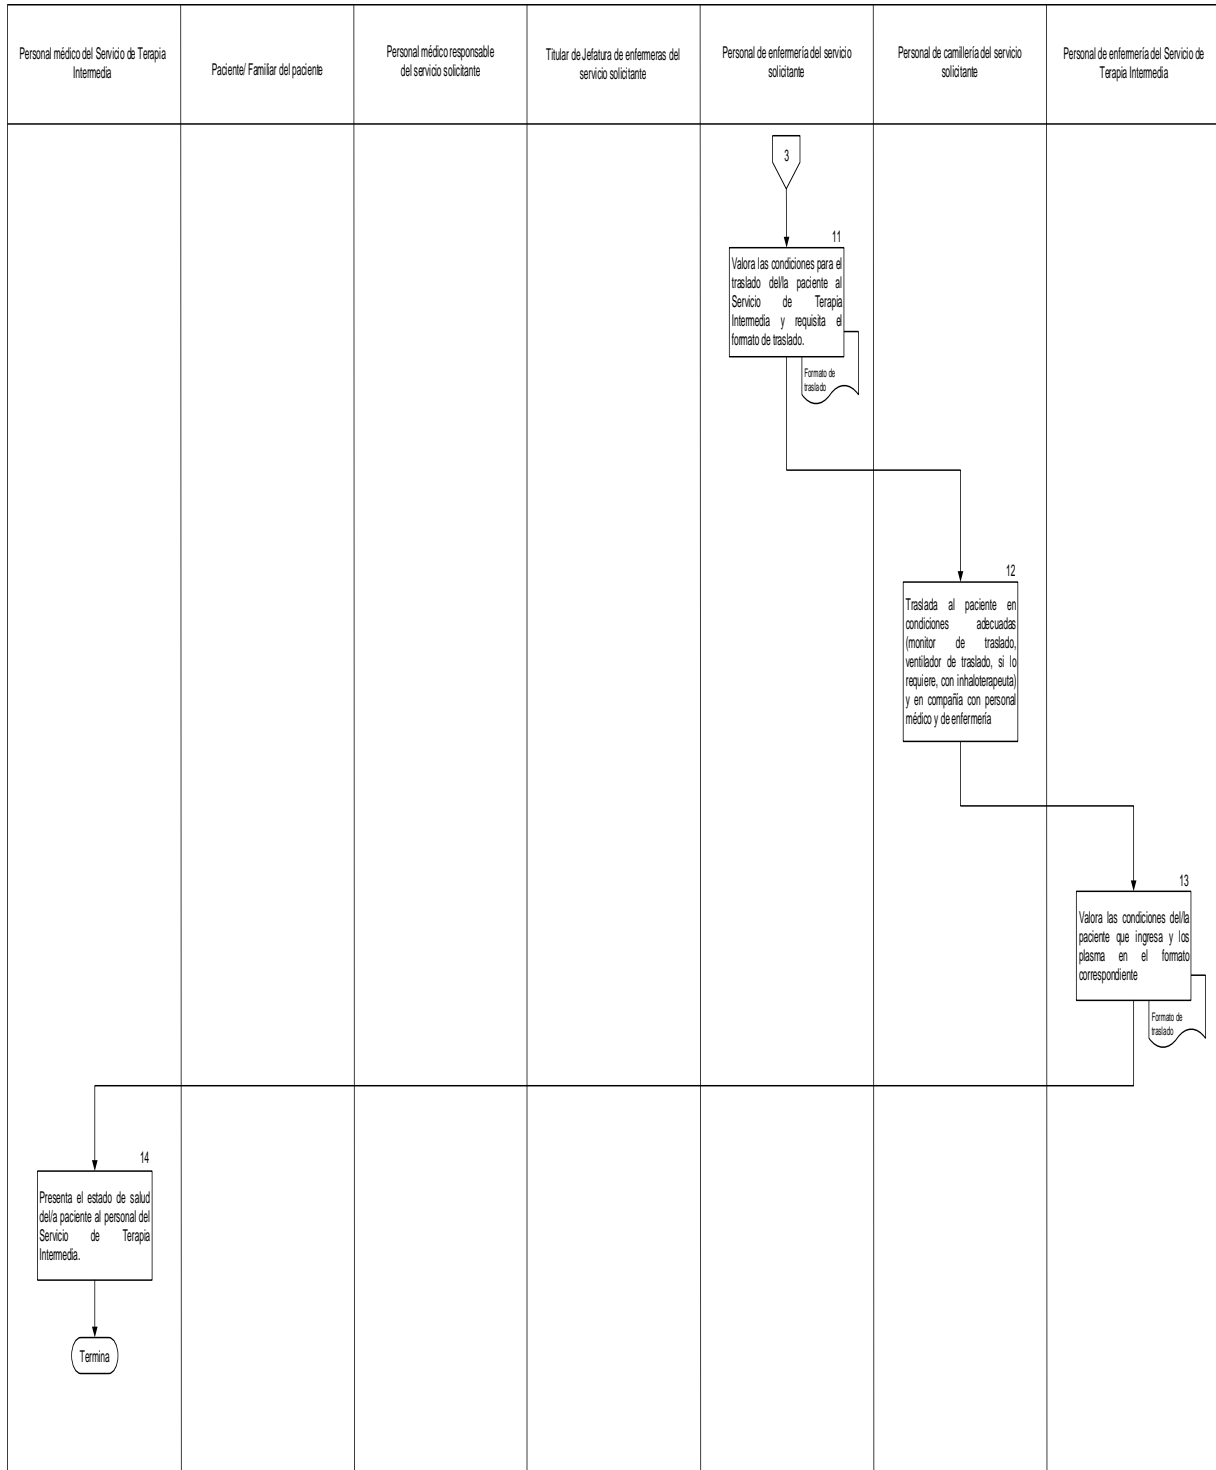 Personal médico del Servicio de Terapia
Intermedia
Paciente/ Familiar del paciente
Personal médico responsable
del servicio solicitante
Titular de Jefatura de enfermeras del
servicio solicitante
Personal de enfermería del servicio
solicitante
Personal de camillería del servicio
solicitante
Personal de enfermería del Servicio de
Terapia Intermedia
3
11
Valora las condiciones para el
traslado del/la paciente al
Servicio de Terapia
Intermedia y requisita el
formato de traslado.
Formato de
traslado
12
Traslada al paciente en
condiciones adecuadas
(monitor de traslado,
ventilador de traslado, si lo
requiere, con inhaloterapeuta)
y en compañía con personal
médico y de enfermería
13
Valora las condiciones del/la
paciente que ingresa y los
plasma en el formato
correspondiente
Formato de
traslado
14
Presenta el estado de salud
del/a paciente al personal del
Servicio de Terapia
Intermedia.
Termina